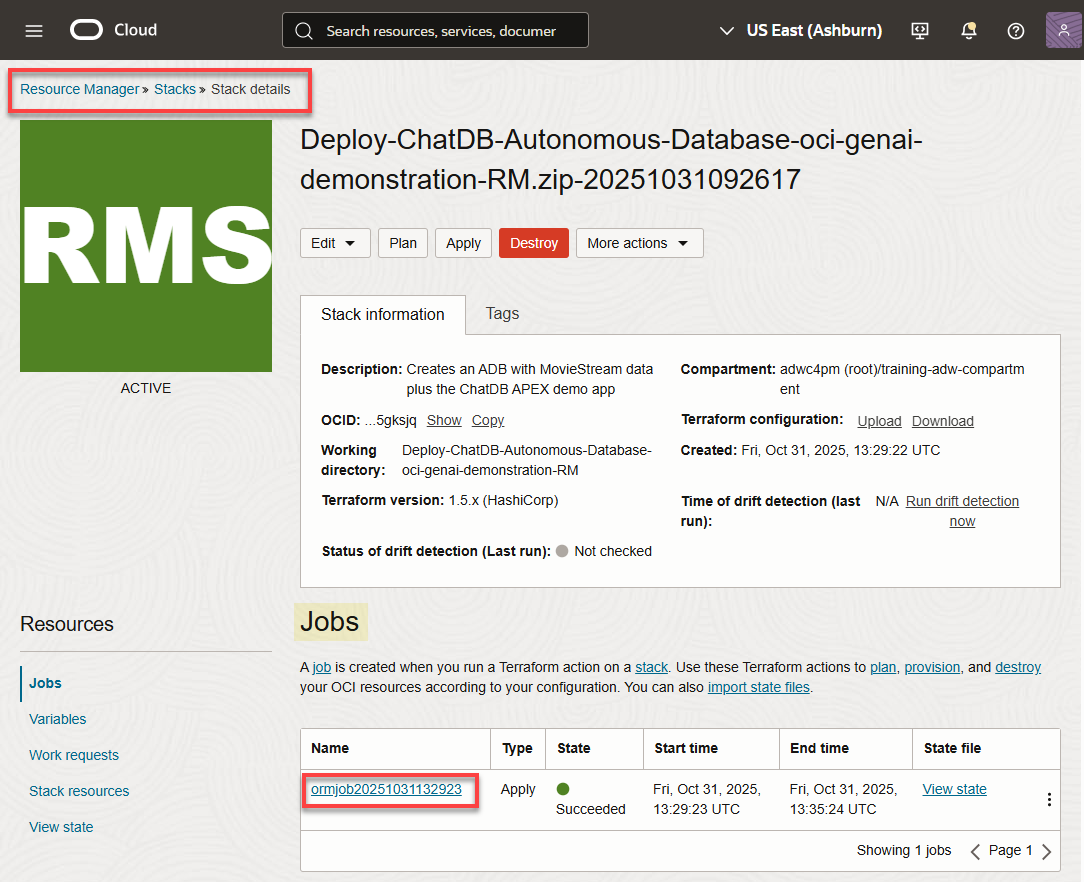 Cloud
Search resources, services, documer
US East (Ashburn)
Resource Manager » Stacks » Stack details
RMS
ACTIVE
Deploy-ChatDB-Autonomous-Database-oci-genai-
demonstration-RM.zip-20251031092617
Edit Plan Apply Destroy More actions
Stack information Tags
Description: Creates an ADB with MovieStream data
plus the ChatDB APEX demo app
OCID: ...5gksjq Show Copy
Working directory: Deploy-ChatDB-Autonomous-Database-
oci-genai-demonstration-RM
Terraform version: 1.5.x (HashiCorp)
Status of drift detection (Last run): Not checked
Compartment: adwc4pm (root)/training-adw-compartm
ent
Terraform configuration: Upload Download
Created: Fri, Oct 31, 2025, 13:29:22 UTC
Time of drift detection (last run): N/A Run drift detection
now
Resources
Jobs
Variables
Work requests
Stack resources
View state
Jobs
A job is created when you run a Terraform action on a stack. Use these Terraform actions to plan, provision, and destroy
your OCI resources according to your configuration. You can also import state files.
Name Type State Start time End time State file
ormjob20251031132923 Apply Succeeded Fri, Oct 31, 2025, 13:29:23 UTC Fri, Oct 31, 2025, 13:35:24 UTC View state
Showing 1 jobs Page 1